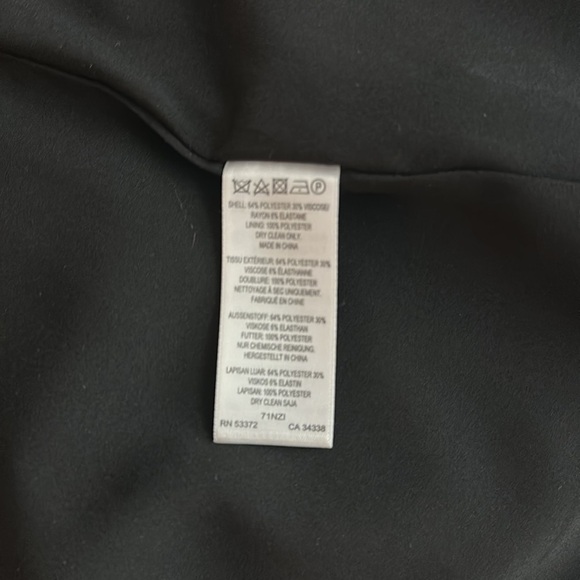 SHELL: 64% POLYESTER 30% VISCOSE/
RAYON 6% ELASTANE
LINING: 100% POLYESTER
DRY CLEAN ONLY.
MADE IN CHINA
TISSU EXTÉRIEUR: 64% POLYESTER 30%
VISCOSE 6% ÉLASTHANNE
DOUBLURE: 100% POLYESTER
NETTOYAGE À SEC UNIQUEMENT.
FABRIQUÉ EN CHINE
AUSSENSTOFF: 64% POLYESTER 30%
VISKOSE 6% ELASTHAN
FUTTER: 100% POLYESTER
NUR CHEMISCHE REINIGUNG.
HERGESTELLT IN CHINA
LAPISAN LUAR: 64% POLYESTER 30%
VISKOS 6% ELASTIN
LAPISAN: 100% POLYESTER
DRY CLEAN SAJA
71NZI
RN 53372 CA 34338